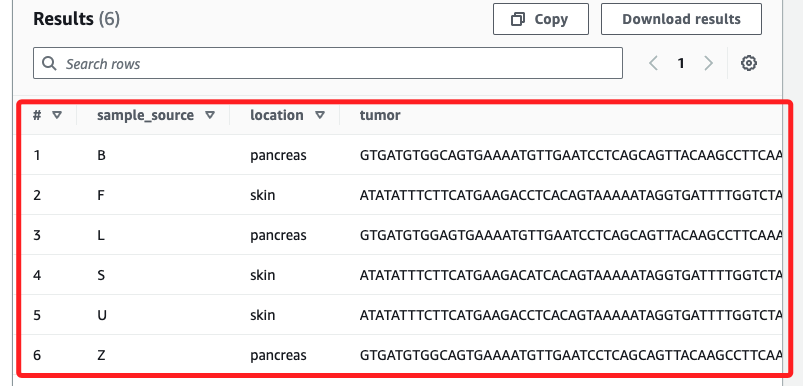 Results (6)
Copy
Download results
Search rows
1
# sample_source location tumor
1 B pancreas GTGATGTGGCAGTGAAAATGTTGAATCCTCAGCAGTTACAAGCCTTCAA
2 F skin ATATATTTCTTCATGAAGACCTCACAGTAAAAATAGGTGATTTTGGTCTA
3 L pancreas GTGATGTGGAGTGAAAATGTTGAATCCTCAGCAGTTACAAGCCTTCAAA
4 S skin ATATATTTCTTCATGAAGACATCACAGTAAAAATAGGTGATTTTGGTCTA
5 U skin ATATATTTCTTCATGAAGACCTCACAGTAAAAATAGGTGATTTTGGTCTA
6 Z pancreas GTGATGTGGCAGTGAAAATGTTGAATCCTCAGCAGTTACAAGCCTTCAA